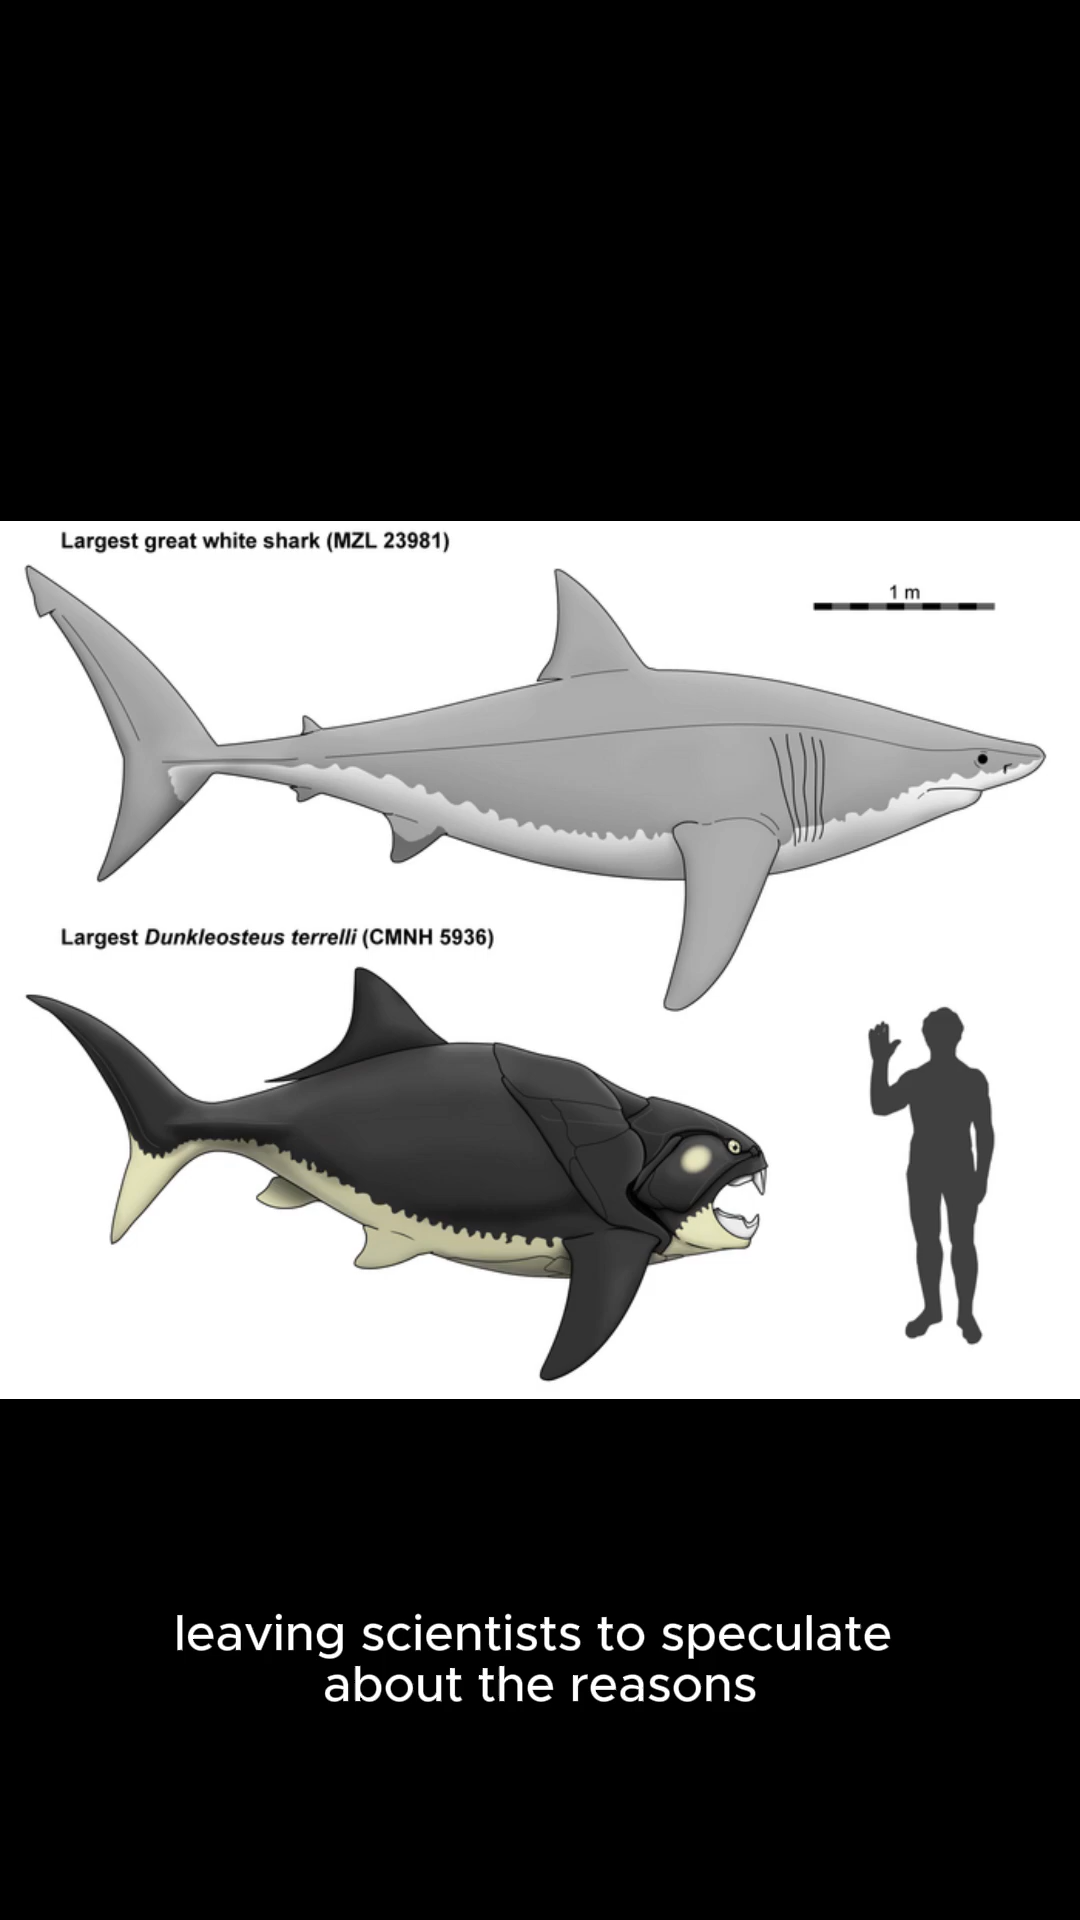 Largest great white shark (MZL 23981)
1 m
Largest Dunkleosteus terrelli (CMNH 5936)
leaving scientists to speculate
about the reasons